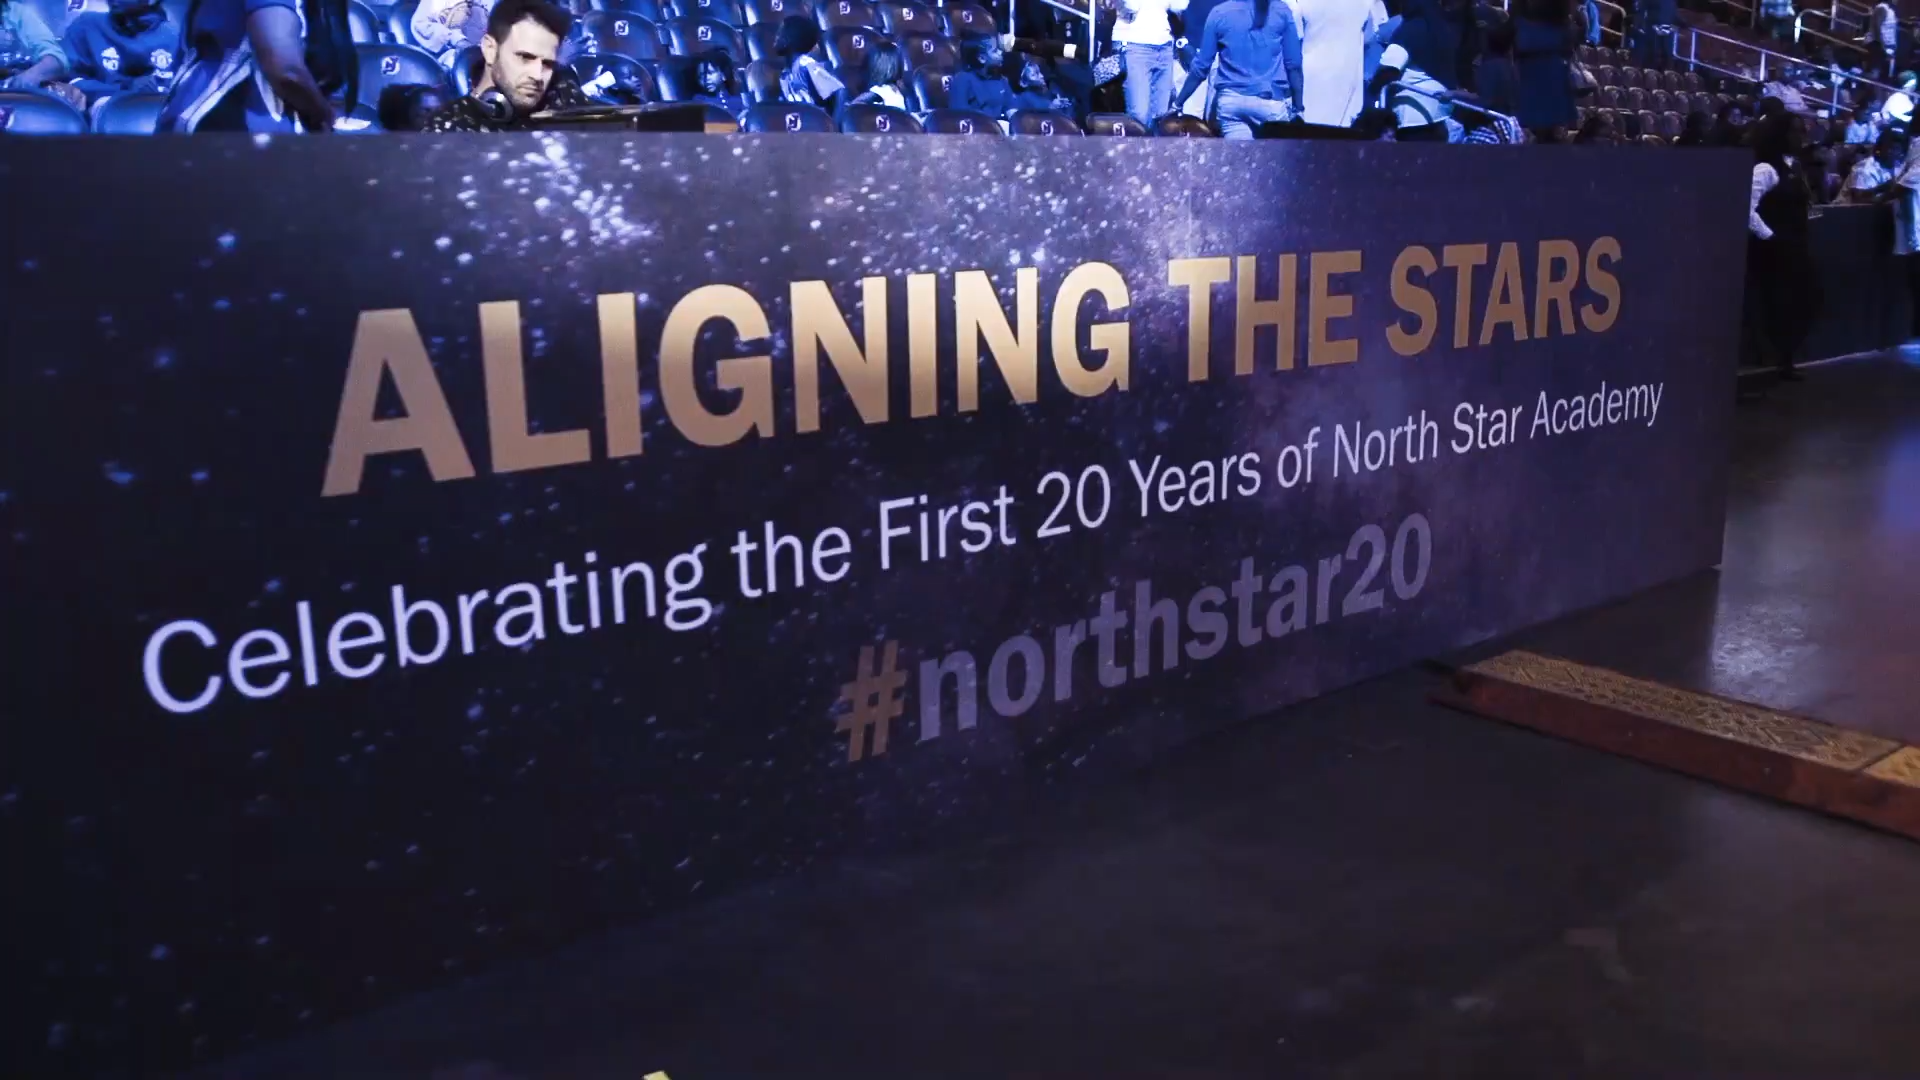 ALIGNING THE STARS
Celebrating the First 20 Years of North Star Academy
#northstar20